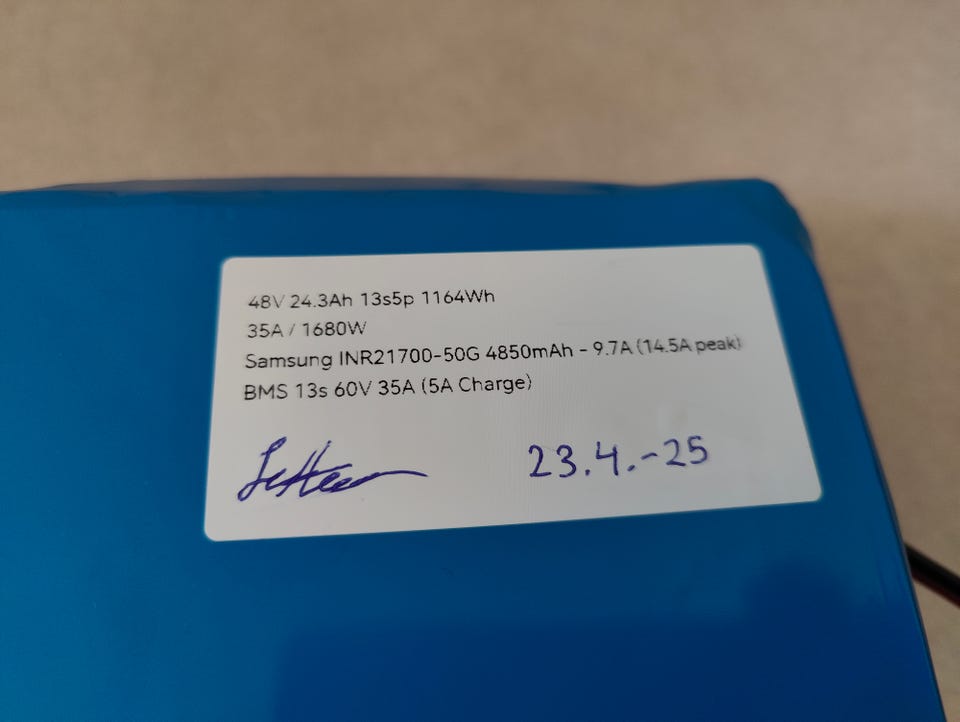 48V 24.3Ah 13s5p 1164Wh
35A / 1680W
Samsung INR21700-50G 4850mAh - 9.7A (14.5A peak)
BMS 13s 60V 35A (5A Charge)
23.4.-25